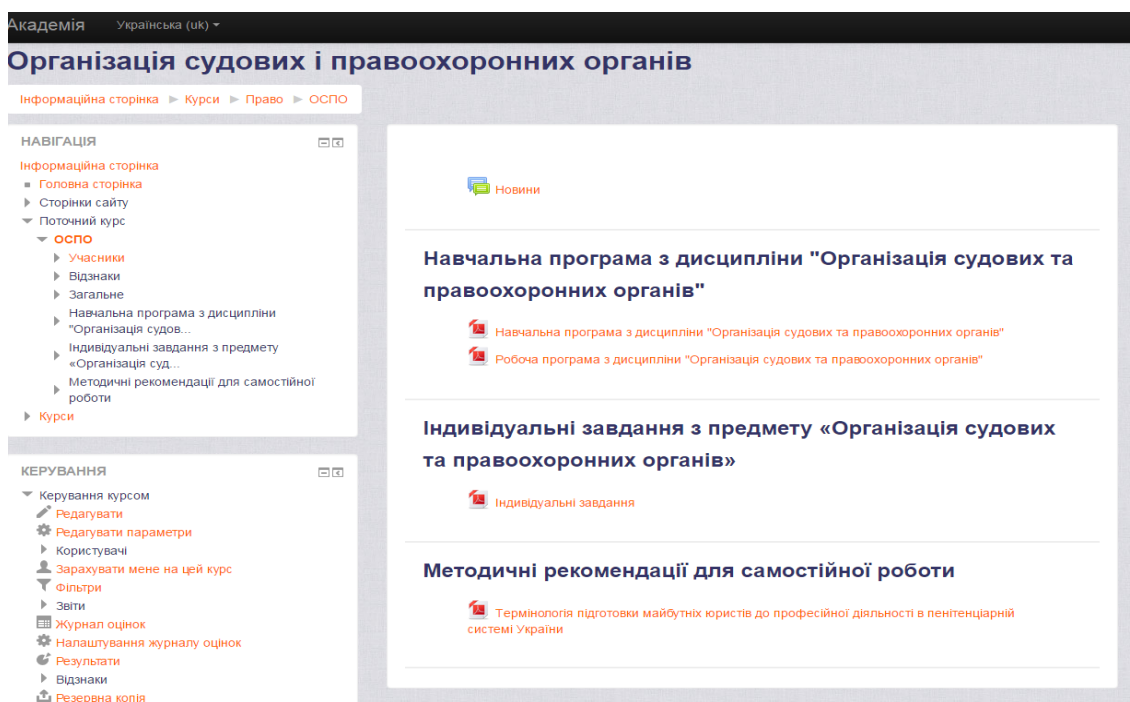 Академія Українська (uk)
Організація судових і правоохоронних органів
Інформаційна сторінка ► Курси ► Право ► ОСПО
НАВІГАЦІЯ
Інформаційна сторінка
Головна сторінка
Сторінки сайту
Поточний курс
ОСПО
Учасники
Відзнаки
Загальне
Навчальна програма з дисципліни
"Організація судов...
Індивідуальні завдання з предмету
«Організація суд...
Методичні рекомендації для самостійної
роботи
Курси
КЕРУВАННЯ
Керування курсом
Редагувати
Редагувати параметри
Користувачі
Зарахувати мене на цей курс
Фільтри
Звіти
Журнал оцінок
Налаштування журналу оцінок
Результати
Відзнаки
Резервна копія
Новини
Навчальна програма з дисципліни "Організація судових та
правоохоронних органів"
Навчальна програма з дисципліни "Організація судових та правоохоронних органів"
Робоча програма з дисципліни "Організація судових та правоохоронних органів"
Індивідуальні завдання з предмету «Організація судових
та правоохоронних органів»
Індивідуальні завдання
Методичні рекомендації для самостійної роботи
Термінологія підготовки майбутніх юристів до професійної діяльності в пенітенціарній
системі України